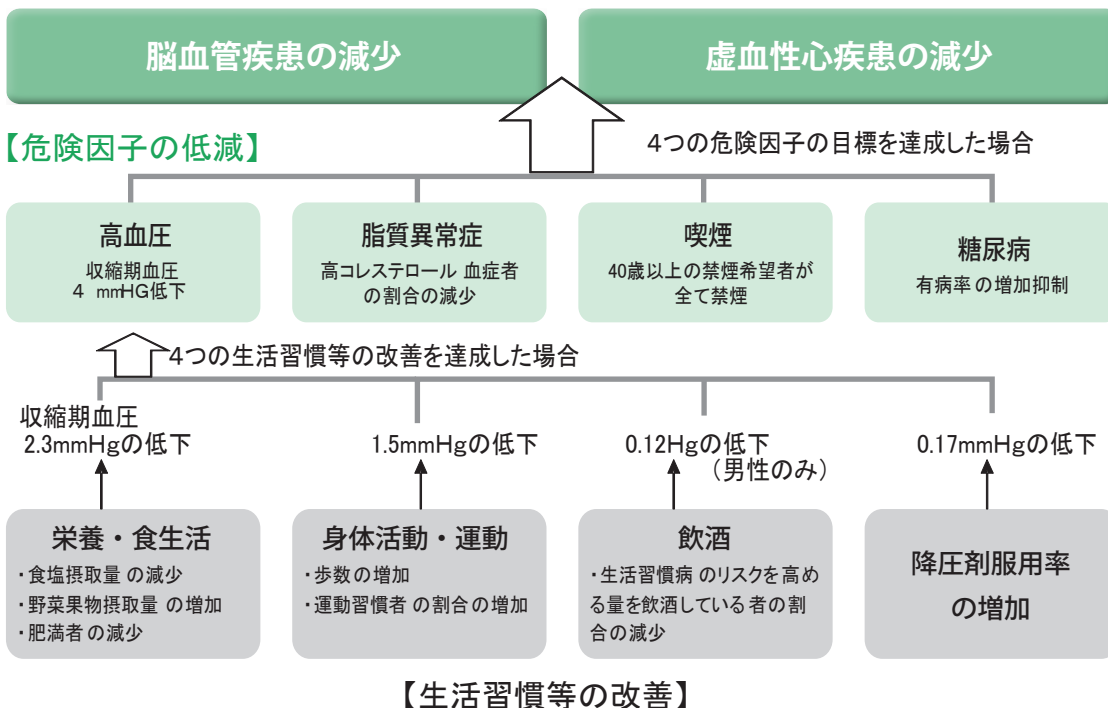 脳血管疾患の減少
虚血性心疾患の減少
【危険因子の低減】
4つの危険因子の目標を達成した場合
高血圧
収縮期血圧
4 mmHG低下
脂質異常症
高コレステロール 血症者
の割合の減少
喫煙
40歳以上の禁煙希望者が
全て禁煙
糖尿病
有病率の増加抑制
4つの生活習慣等の改善を達成した場合
収縮期血圧
2.3mmHgの低下
1.5mmHgの低下
0.12Hgの低下
（男性のみ）
0.17mmHgの低下
栄養・食生活
・食塩摂取量 の減少
・野菜果物摂取量 の増加
・肥満者 の減少
身体活動・運動
・歩数の増加
・運動習慣者 の割合の増加
飲酒
・生活習慣病 のリスクを高め
る量を飲酒している 者の割
合の減少
降圧剤服用率
の増加
【生活習慣等の改善】